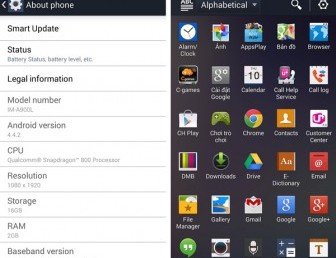 About phone
Smart Update
Status
Battery Status, battery level, etc.
Legal information
Model number
IM-A900L
Android version
4.4.2
CPU
Qualcomm® Snapdragon™ 800 Processor
Resolution
1080 x 1920
Storage
16GB
RAM
2GB
Baseband version
ABC
Alphabetical
Alarm/
Clock
Ảnh
AppsPlay
Bản đồ
Browser
C-games
Cài đặt
Google
Calendar
Call Help
Service
Call log
CH Play
Chơi trò
chơi
Chrome
Contacts
Customer
Center
DMB
Downloads
Drive
E-
Dictionary
Email
File
Manager
Gallery
Gmail
Google
Google+